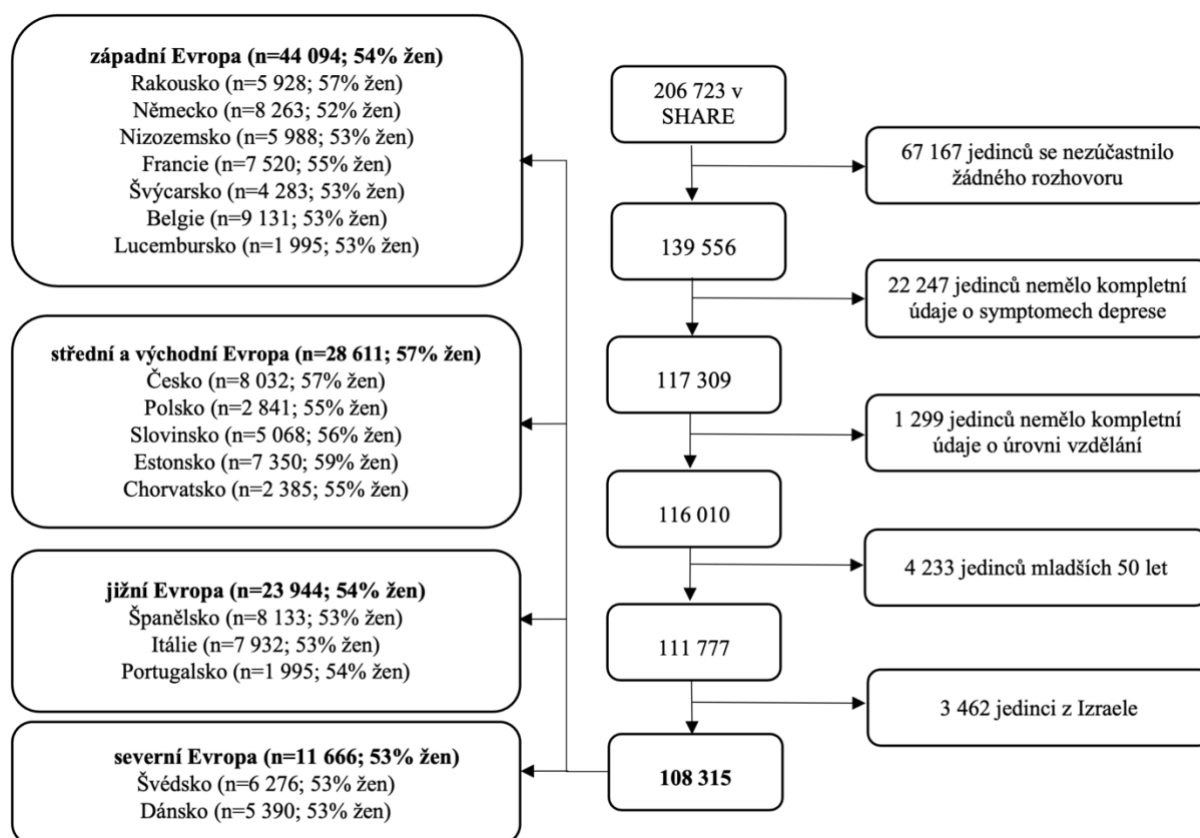 západní Evropa (n=44 094; 54% žen)
Rakousko (n=5 928; 57% žen)
Německo (n=8 263; 52% žen)
Nizozemsko (n=5 988; 53% žen)
Francie (n=7 520; 55% žen)
Švýcarsko (n=4 283; 53% žen)
Belgie (n=9 131; 53% žen)
Lucembursko (n=1 995; 53% žen)
střední a východní Evropa (n=28 611; 57% žen)
Česko (n=8 032; 57% žen)
Polsko (n=2 841; 55% žen)
Slovinsko (n=5 068; 56% žen)
Estonsko (n=7 350; 59% žen)
Chorvatsko (n=2 385; 55% žen)
jižní Evropa (n=23 944; 54% žen)
Španělsko (n=8 133; 53% žen)
Itálie (n=7 932; 53% žen)
Portugalsko (n=1 995; 54% žen)
severní Evropa (n=11 666; 53% žen)
Švédsko (n=6 276; 53% žen)
Dánsko (n=5 390; 53% žen)
206 723 v
SHARE
139 556
117 309
116 010
111 777
108 315
67 167 jedinců se nezúčastnilo
žádného rozhovoru
22 247 jedinců nemělo kompletní
údaje o symptomech deprese
1 299 jedinců nemělo kompletní
údaje o úrovni vzdělání
4 233 jedinců mladších 50 let
3 462 jedinci z Izraele